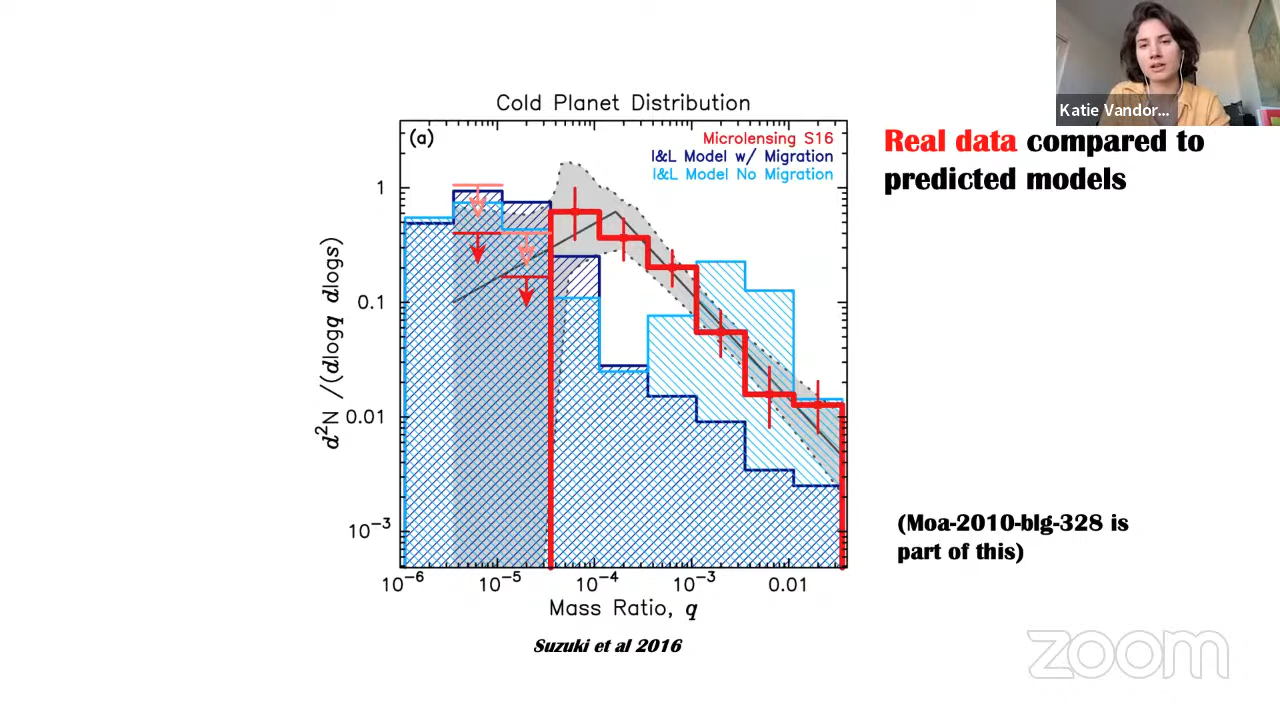 Katie Vandor...
Cold Planet Distribution
(a)
Microlensing S16
I&L Model w/ Migration
I&L Model No Migration
Real data compared to
predicted models
1
0.1
0.01
10⁻³
d²N /(dlogq dlogs)
10⁻⁶ 10⁻⁵ 10⁻⁴ 10⁻³ 0.01
Mass Ratio, q
(Moa-2010-blg-328 is
part of this)
Suzuki et al 2016
zoom